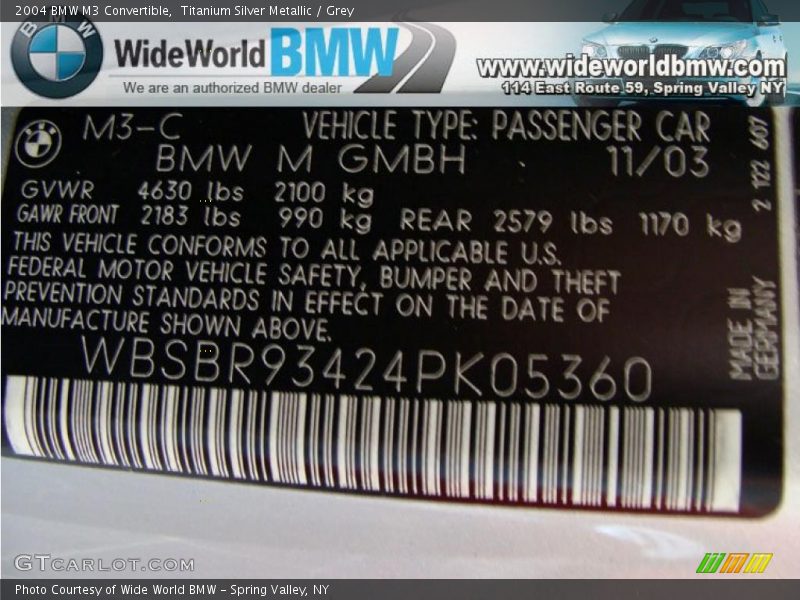 2004 BMW M3 Convertible, Titanium Silver Metallic / Grey
BMW
WideWorld BMW
We are an authorized BMW dealer
www.wideworldbmw.com
114 East Route 59, Spring Valley NY
M3-C VEHICLE TYPE: PASSENGER CAR
BMW M GMBH 11/03
GVWR 4630 lbs 2100 kg
GAWR FRONT 2183 lbs 990 kg REAR 2579 lbs 1170 kg
THIS VEHICLE CONFORMS TO ALL APPLICABLE U.S.
FEDERAL MOTOR VEHICLE SAFETY, BUMPER AND THEFT
PREVENTION STANDARDS IN EFFECT ON THE DATE OF
MANUFACTURE SHOWN ABOVE.
WBSBR93424PK05360
2 122 607
MADE IN
GERMANY
GTCARLOT.COM
Photo Courtesy of Wide World BMW - Spring Valley, NY